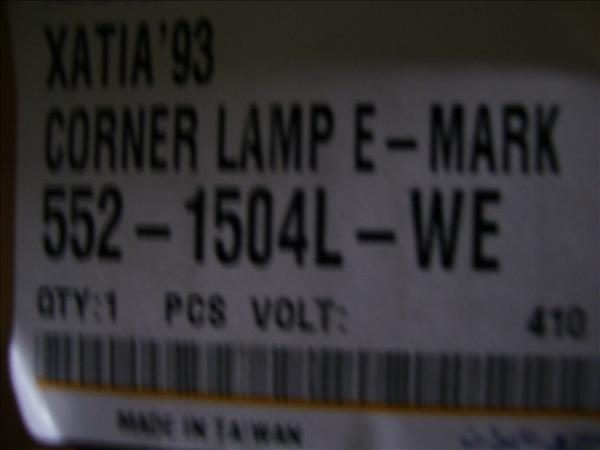 XATIA '93
CORNER LAMP E-MARK
552-1504L-WE
QTY:1 PCS VOLT: 410
MADE IN TAIWAN